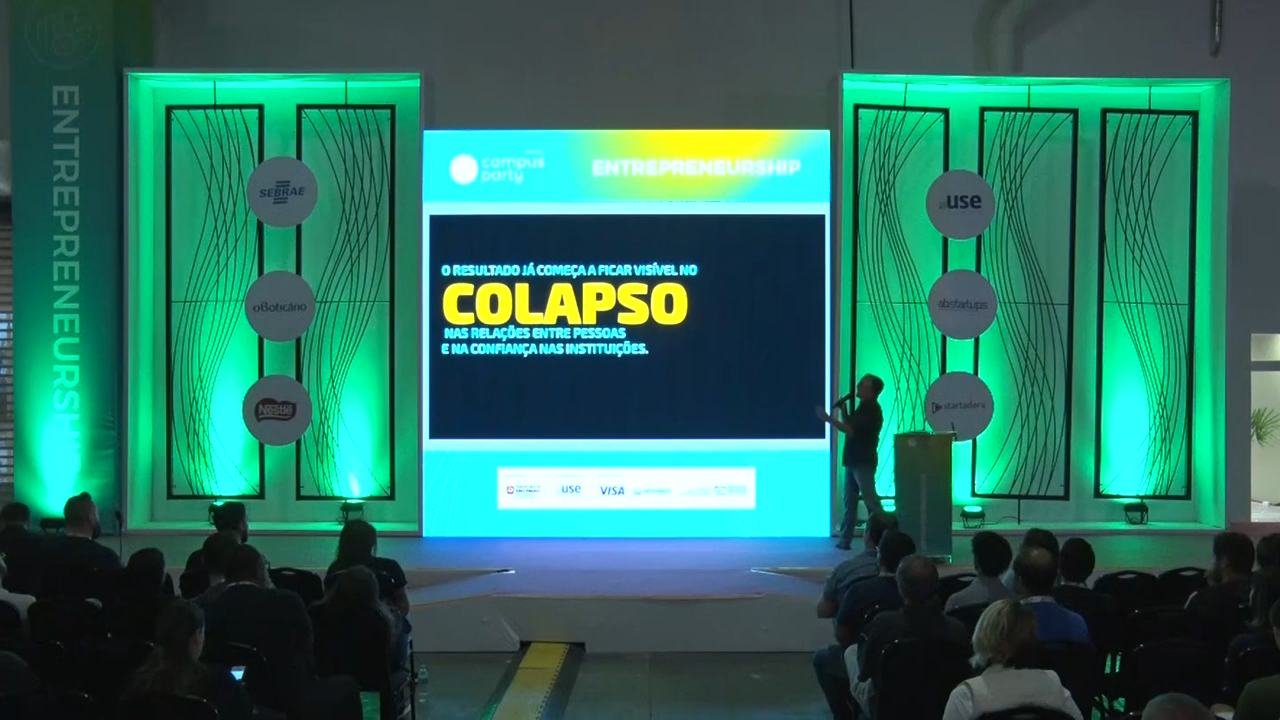 ENTREPRENEURSHIP
SEBRAE
oBoticário
Nestlé
campus
party
ENTREPRENEURSHIP
O RESULTADO JÁ COMEÇA A FICAR VISÍVEL NO
COLAPSO
NAS RELAÇÕES ENTRE PESSOAS
E NA CONFIANÇA NAS INSTITUIÇÕES.
use
VISA
USE
abstartups
startadora